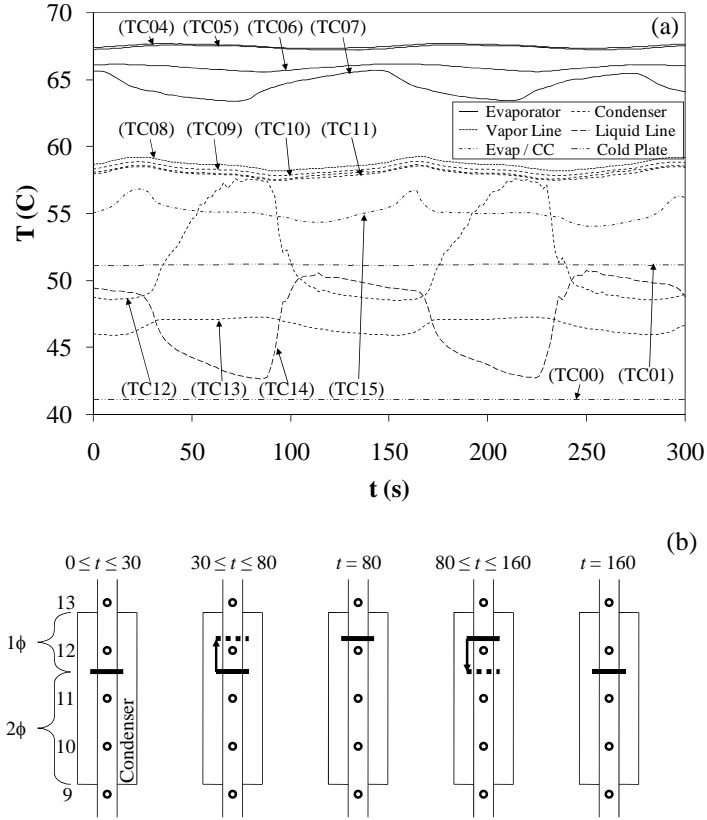 (a)
70
65
60
55
50
45
40
T (C)
(TC04) (TC05) (TC06) (TC07)
Evaporator Condenser
Vapor Line Liquid Line
Evap / CC Cold Plate
(TC08) (TC09) (TC10) (TC11)
(TC12) (TC13) (TC14) (TC15) (TC00) (TC01)
0 50 100 150 200 250 300
t (s)
(b)
0 ≤ t ≤ 30 30 ≤ t ≤ 80 t = 80 80 ≤ t ≤ 160 t = 160
13
1ϕ
12
11
2ϕ
10
9
Condenser